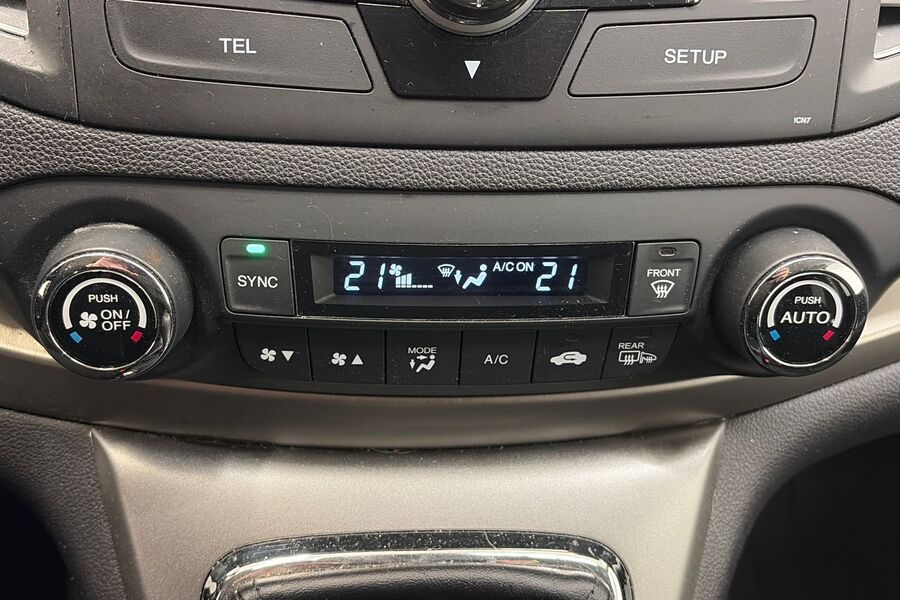 TEL
SETUP
1CN7
SYNC
21
A/C ON
21
FRONT
PUSH
ON/
OFF
PUSH
AUTO
MODE
A/C
REAR